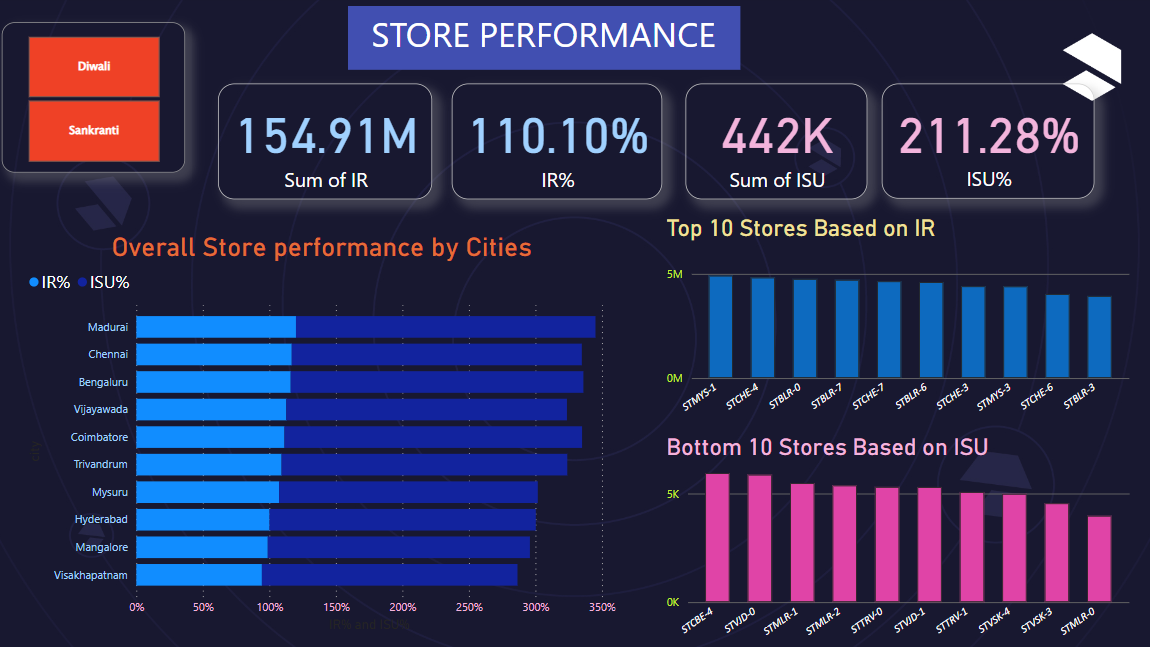 STORE PERFORMANCE
Diwali
Sankranti
154.91M
Sum of IR
110.10%
IR%
442K
Sum of ISU
211.28%
ISU%
Overall Store performance by Cities
IR% ISU%
city
Madurai
Chennai
Bengaluru
Vijayawada
Coimbatore
Trivandrum
Mysuru
Hyderabad
Mangalore
Visakhapatnam
0% 50% 100% 150% 200% 250% 300% 350%
IR% and ISU%
Top 10 Stores Based on IR
5M
0M
STMYS-1 STCHE-4 STBLR-0 STBLR-7 STCHE-7 STBLR-6 STCHE-3 STMYS-3 STCHE-6 STBLR-3
Bottom 10 Stores Based on ISU
5K
0K
STCBE-4 STVJD-0 STMLR-1 STMLR-2 STTRV-0 STVJD-1 STTRV-1 STVSK-4 STVSK-3 STMLR-0